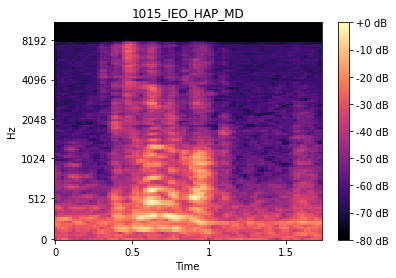 1015_IEO_HAP_MD
8192
4096
2048
1024
512
0
Hz
0
0.5
1
1.5
Time
+0 dB
-10 dB
-20 dB
-30 dB
-40 dB
-50 dB
-60 dB
-70 dB
-80 dB